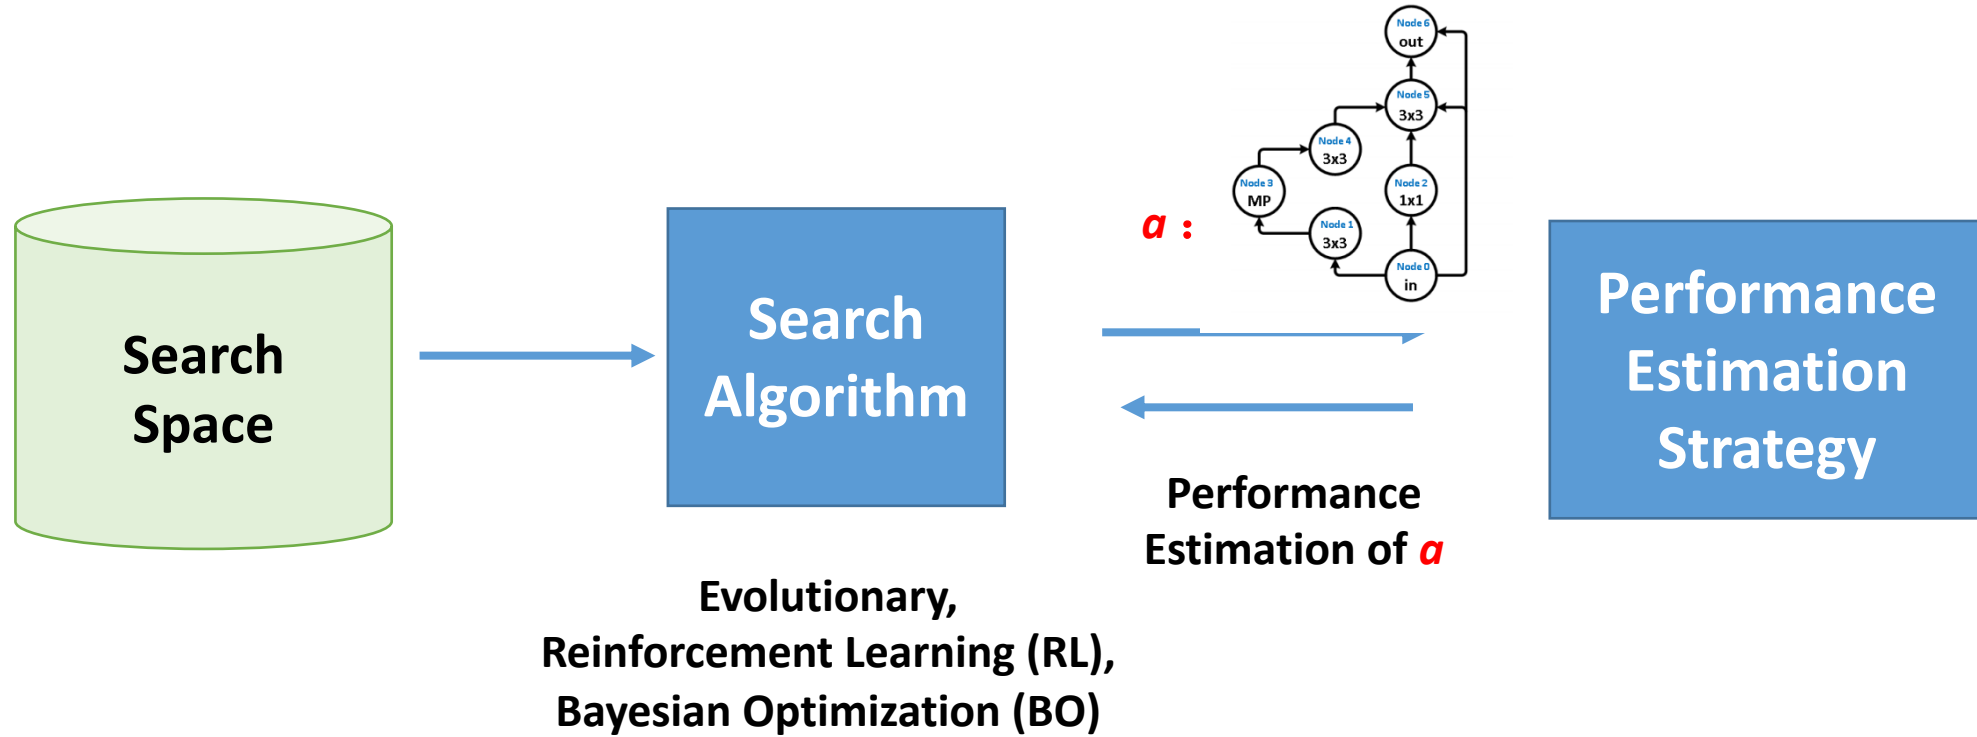 Search
Space
Search
Algorithm
Evolutionary,
Reinforcement Learning (RL),
Bayesian Optimization (BO)
a :
Node 6
out
Node 5
3x3
Node 4
3x3
Node 3
MP
Node 2
1x1
Node 1
3x3
Node 0
in
Performance
Estimation of a
Performance
Estimation
Strategy